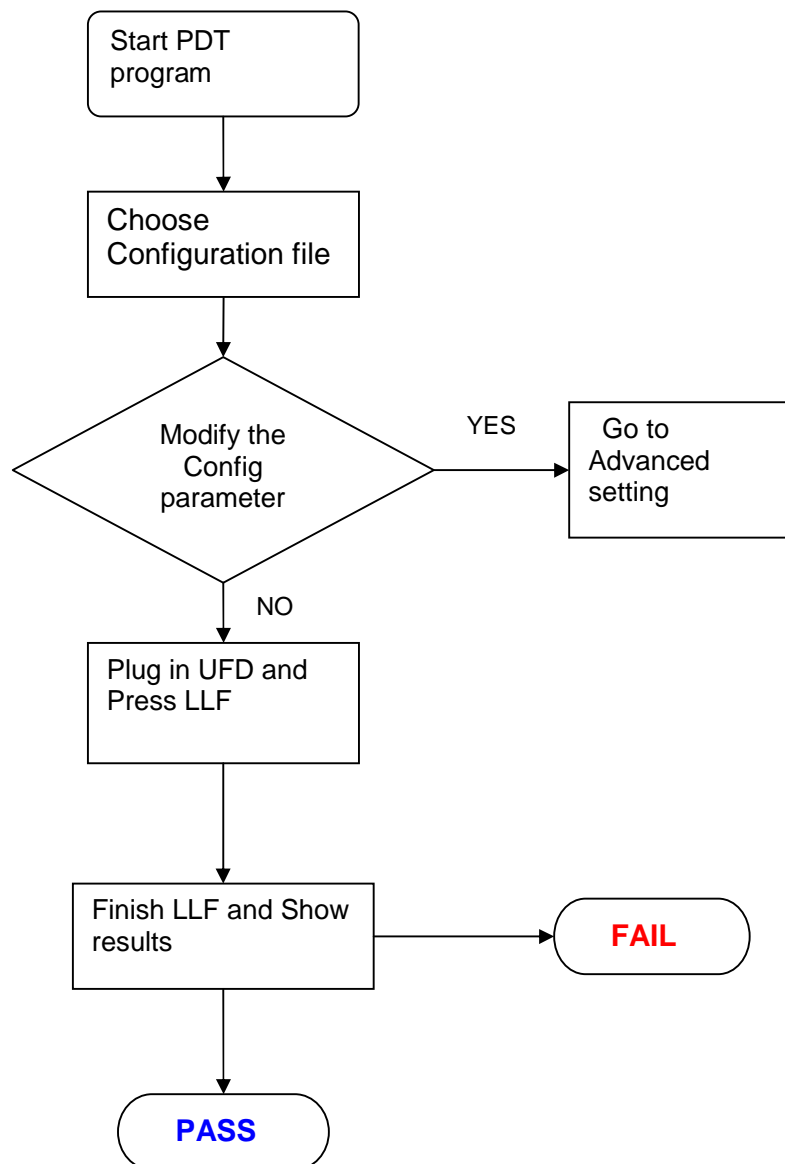 Start PDT
program
Choose
Configuration file
Modify the
Config
parameter
YES
Go to
Advanced
setting
NO
Plug in UFD and
Press LLF
Finish LLF and Show
results
FAIL
PASS